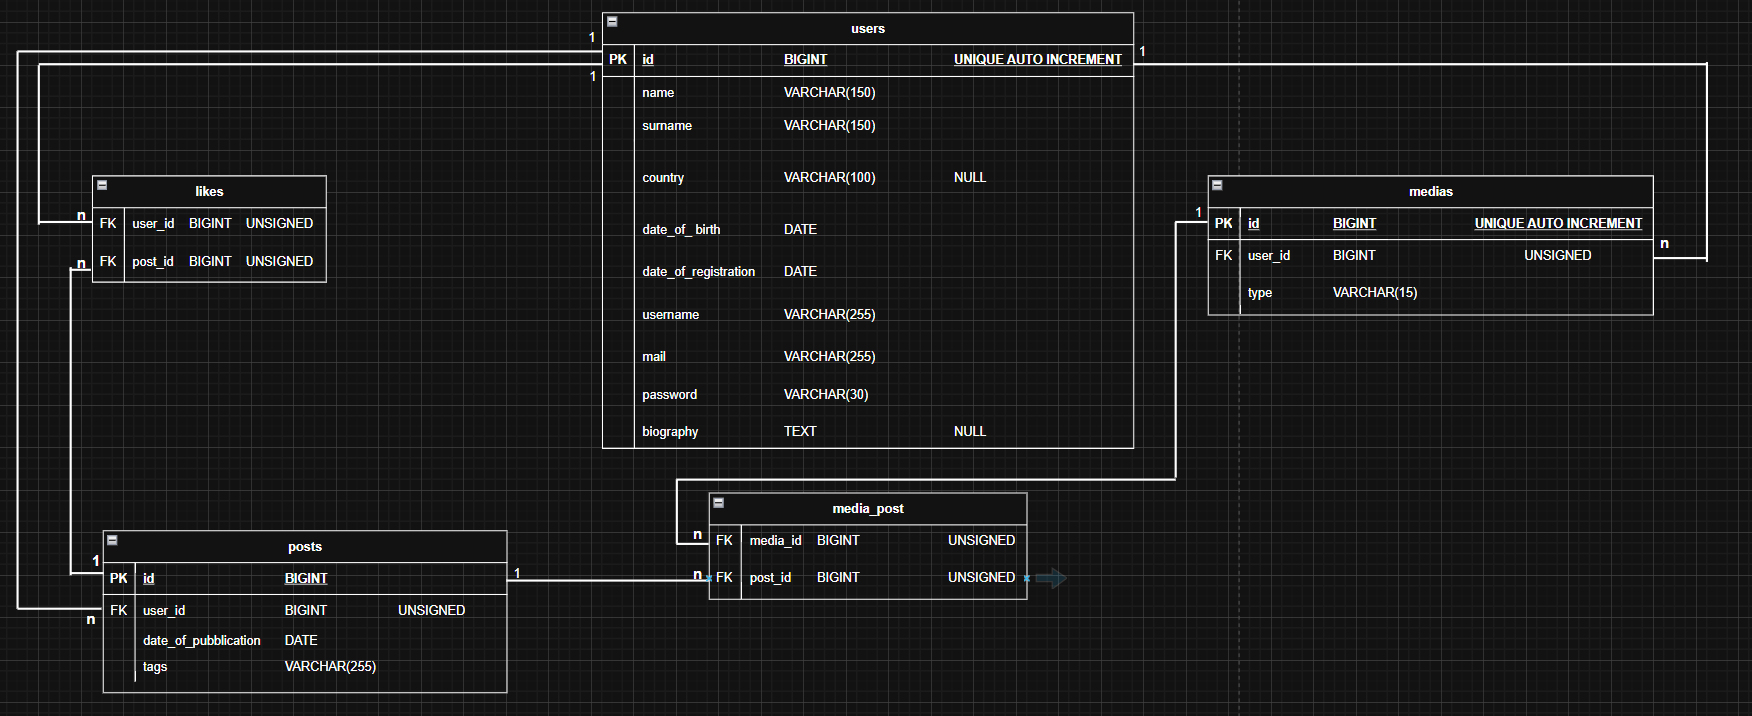 users
1
PK id BIGINT UNIQUE AUTO INCREMENT
1
1
name VARCHAR(150)
surname VARCHAR(150)
country VARCHAR(100) NULL
date_of_ birth DATE
date_of_registration DATE
username VARCHAR(255)
mail VARCHAR(255)
password VARCHAR(30)
biography TEXT NULL
likes
n
FK user_id BIGINT UNSIGNED
n
FK post_id BIGINT UNSIGNED
medias
1
PK id BIGINT UNIQUE AUTO INCREMENT
n
FK user_id BIGINT UNSIGNED
type VARCHAR(15)
media_post
n
FK media_id BIGINT UNSIGNED
n
FK post_id BIGINT UNSIGNED
posts
1
PK id BIGINT
1
FK user_id BIGINT UNSIGNED
n
date_of_pubblication DATE
tags VARCHAR(255)